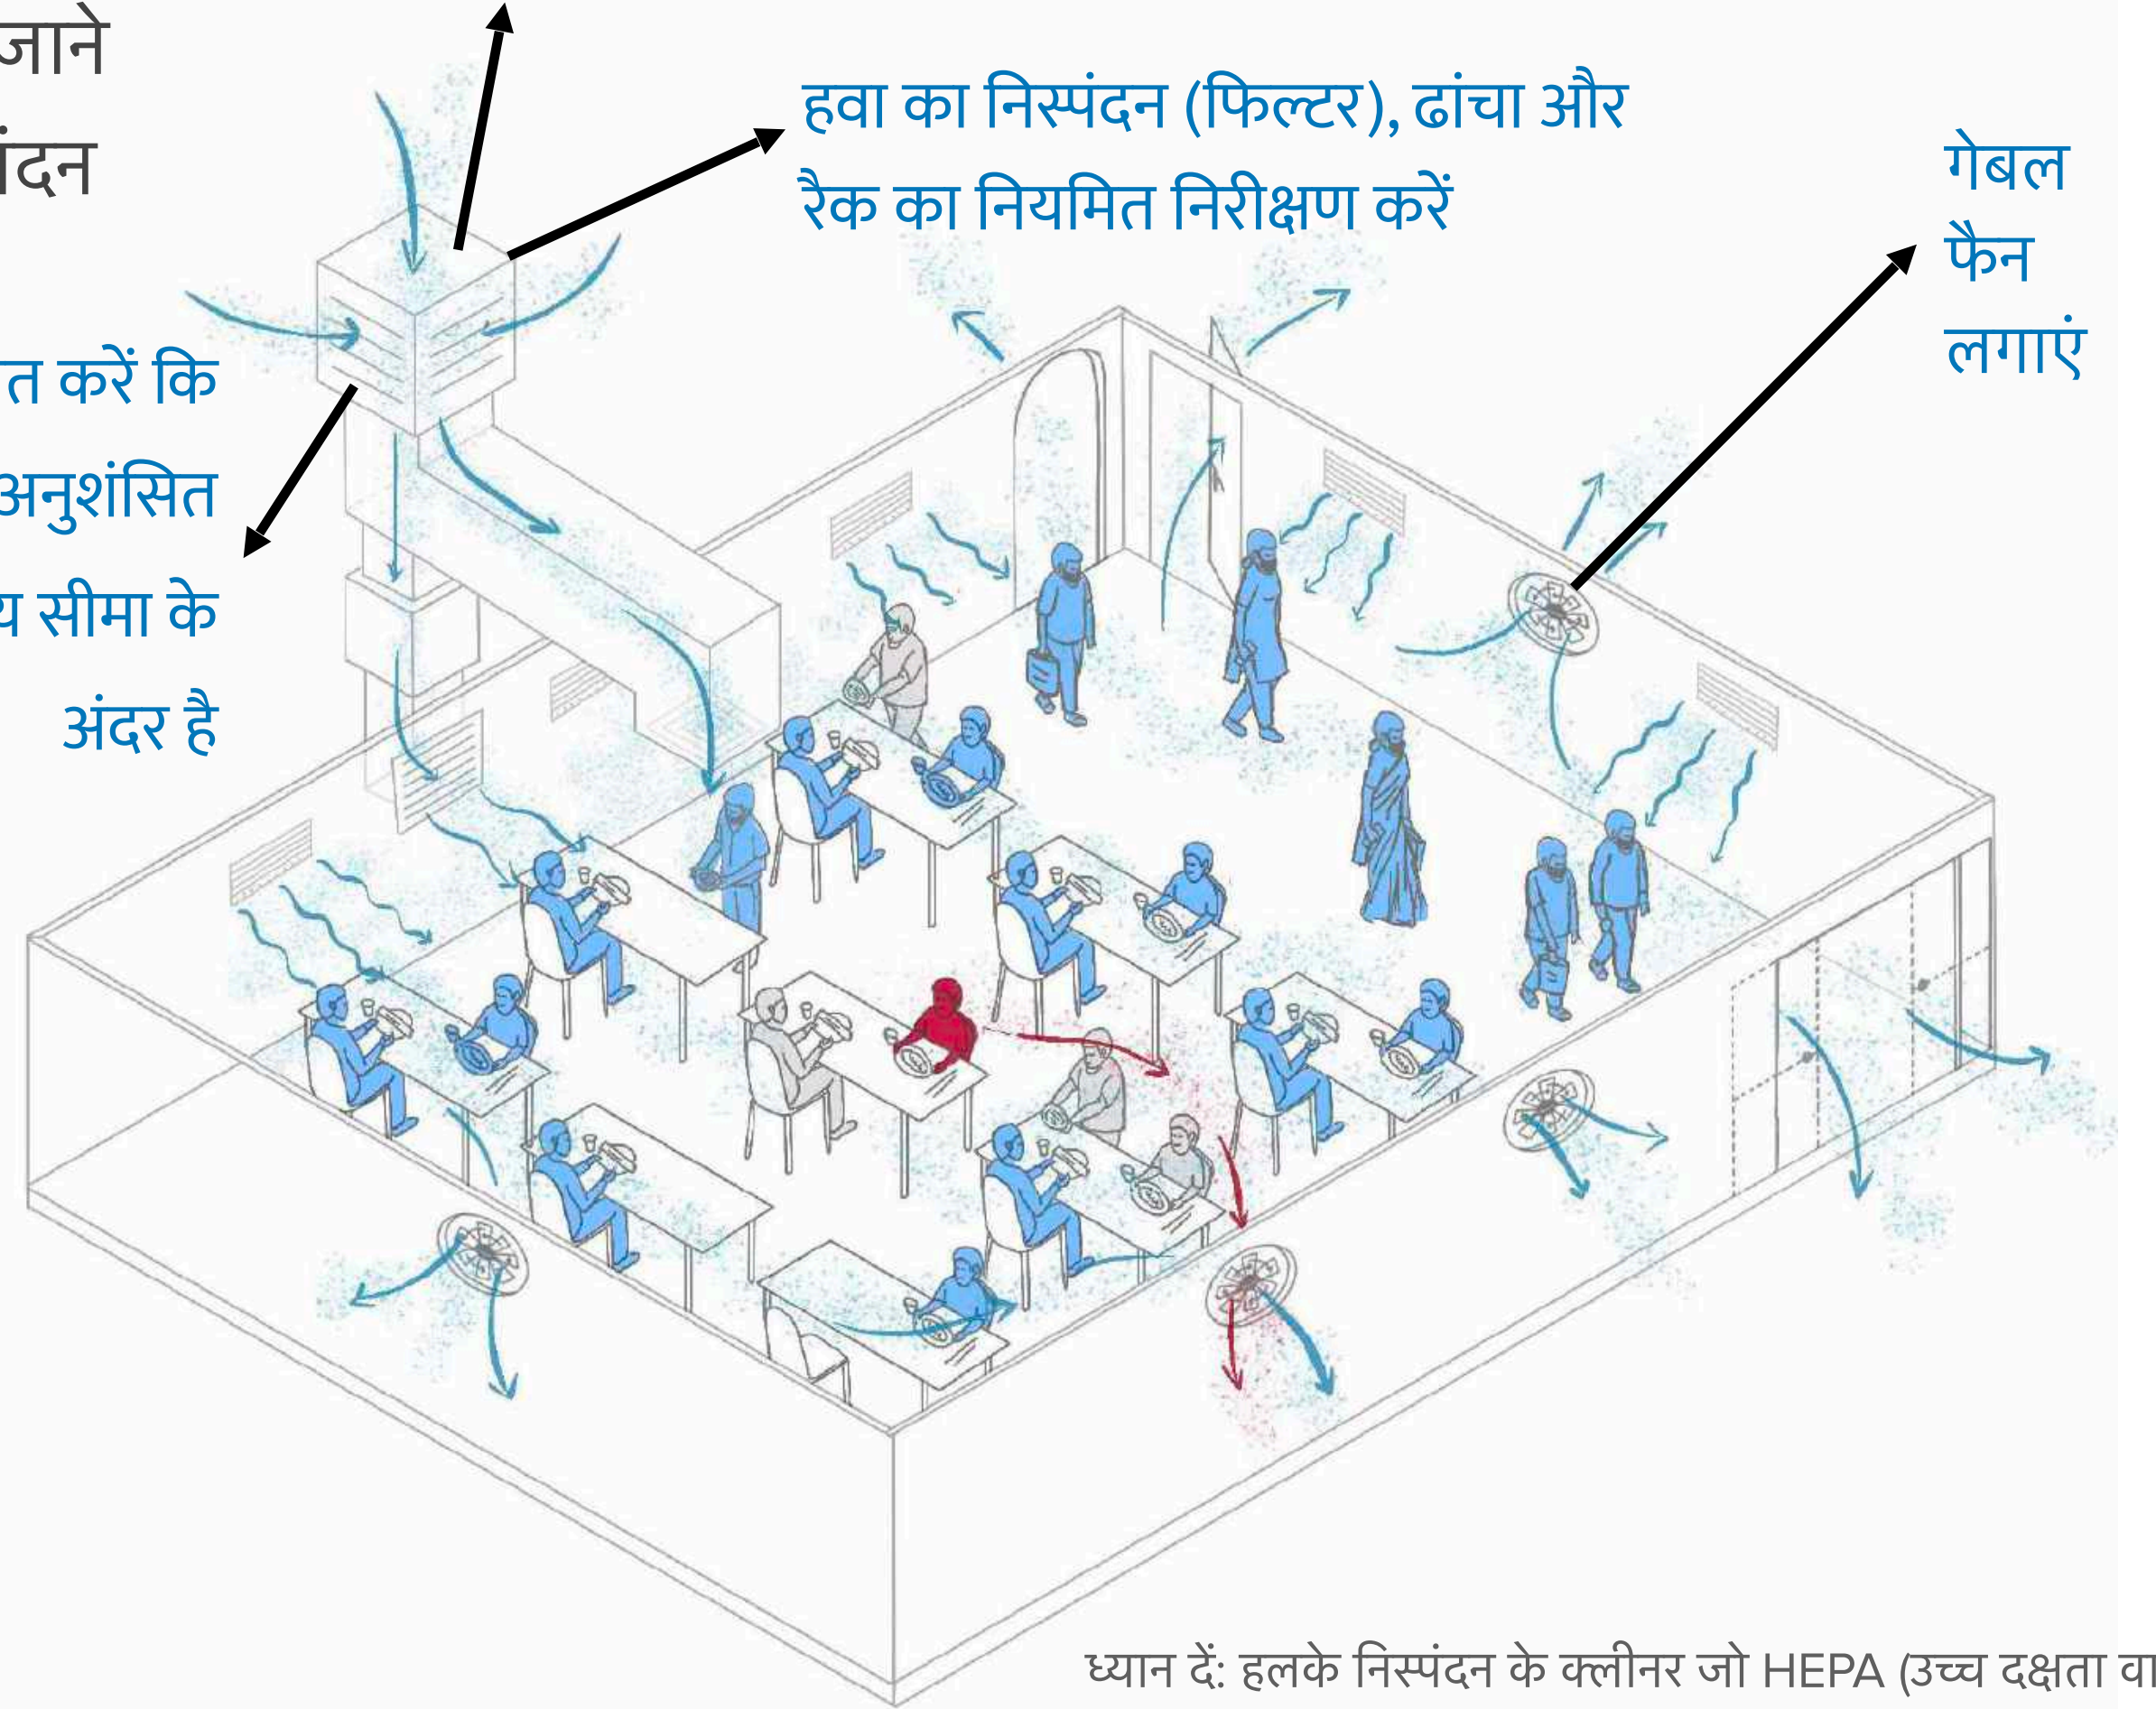 जाने
हवा का निस्पंदन (फिल्टर), ढांचा और
रैक का नियमित निरीक्षण करें
गेबल
फैन
लगाएं
त करें कि
अनुशंसित
सीमा के
अंदर है
ध्यान दें: हलके निस्पंदन के क्लीनर जो HEPA (उच्च दक्षता वा